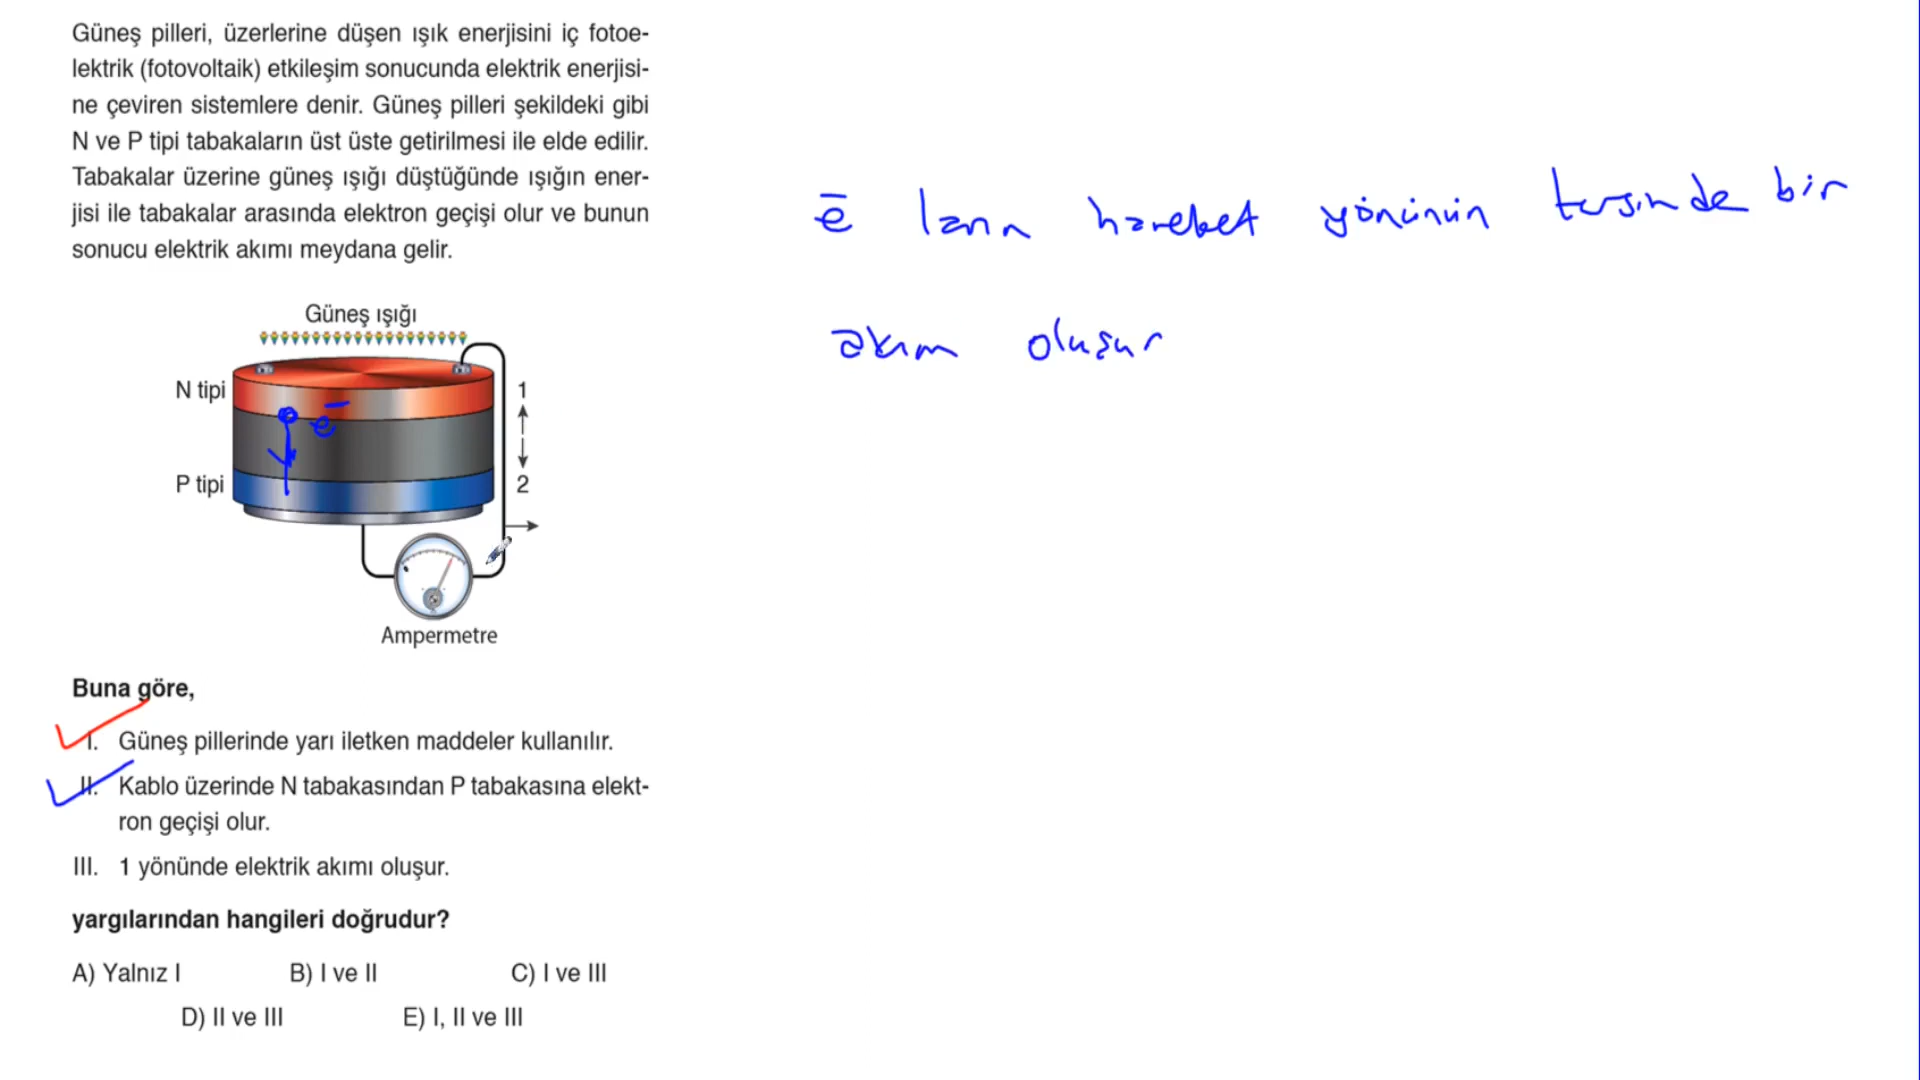 Güneş pilleri, üzerlerine düşen ışık enerjisini iç fotoe-
lektrik (fotovoltaik) etkileşim sonucunda elektrik enerjisi-
ne çeviren sistemlere denir. Güneş pilleri şekildeki gibi
N ve P tipi tabakaların üst üste getirilmesi ile elde edilir.
Tabakalar üzerine güneş ışığı düştüğünde ışığın ener-
jisi ile tabakalar arasında elektron geçişi olur ve bunun
sonucu elektrik akımı meydana gelir.
Güneş ışığı
N tipi
1
e⁻
P tipi
2
Ampermetre
Buna göre,
I. Güneş pillerinde yarı iletken maddeler kullanılır.
II. Kablo üzerinde N tabakasından P tabakasına elekt-
ron geçişi olur.
III. 1 yönünde elektrik akımı oluşur.
yargılarından hangileri doğrudur?
A) Yalnız I
B) I ve II
C) I ve III
D) II ve III
E) I, II ve III
ē ların hareket yönünün tersinde bir
akım oluşur